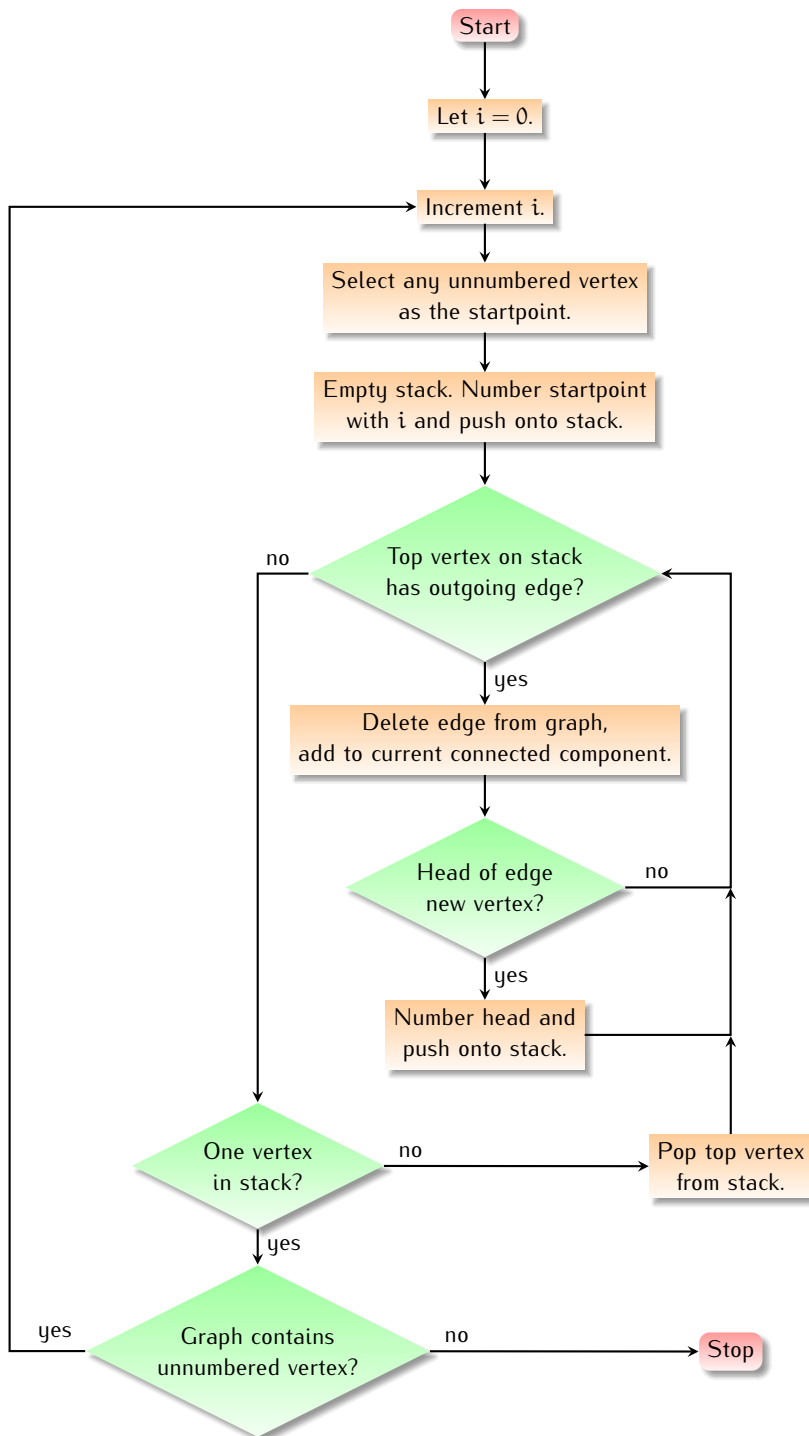 Start
Let i = 0.
Increment i.
Select any unnumbered vertex
as the startpoint.
Empty stack. Number startpoint
with i and push onto stack.
no
Top vertex on stack
has outgoing edge?
yes
Delete edge from graph,
add to current connected component.
Head of edge
new vertex?
no
yes
Number head and
push onto stack.
One vertex
in stack?
no
Pop top vertex
from stack.
yes
yes
Graph contains
unnumbered vertex?
no
Stop